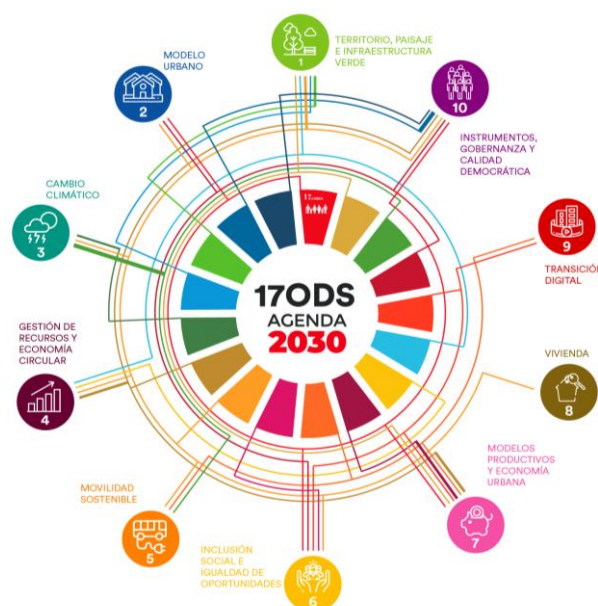 TERRITORIO, PAISAJE
E INFRAESTRUCTURA
VERDE
1
MODELO
URBANO
2
10
INSTRUMENTOS,
GOBERNANZA Y
CALIDAD
DEMOCRÁTICA
CAMBIO
CLIMÁTICO
3
9
TRANSICIÓN
DIGITAL
17ODS
AGENDA
2030
GESTIÓN DE
RECURSOS Y
ECONOMÍA
CIRCULAR
4
VIVIENDA
8
MODELOS
PRODUCTIVOS
Y ECONOMÍA
URBANA
7
MOVILIDAD
SOSTENIBLE
5
INCLUSIÓN
SOCIAL E
IGUALDAD DE
OPORTUNIDADES
6